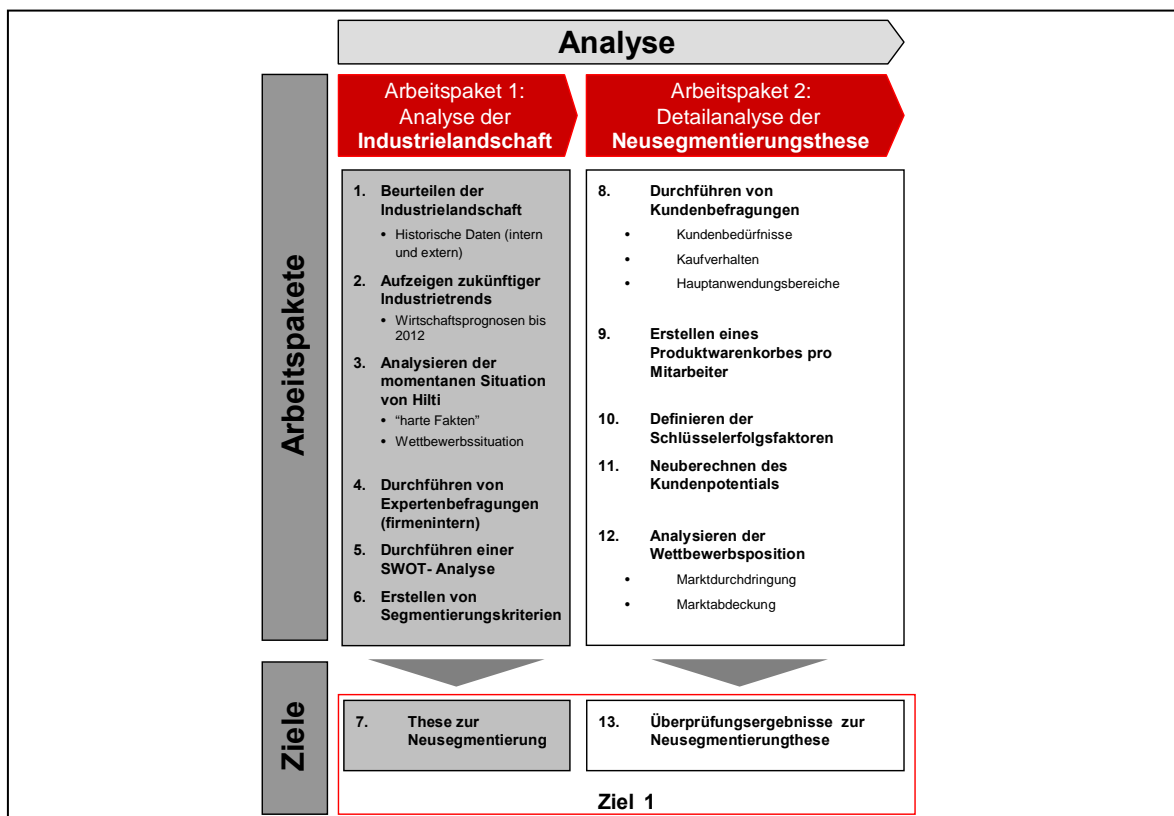 Analyse
Arbeitspakete
Arbeitspaket 1:
Analyse der
Industrielandschaft
1. Beurteilen der
Industrielandschaft
• Historische Daten (intern
und extern)
2. Aufzeigen zukünftiger
Industrietrends
• Wirtschaftsprognosen bis
2012
3. Analysieren der
momentanen Situation
von Hilti
• “harte Fakten”
• Wettbewerbssituation
4. Durchführen von
Expertenbefragungen
(firmenintern)
5. Durchführen einer
SWOT- Analyse
6. Erstellen von
Segmentierungskriterien
Arbeitspaket 2:
Detailanalyse der
Neusegmentierungsthese
8. Durchführen von
Kundenbefragungen
• Kundenbedürfnisse
• Kaufverhalten
• Hauptanwendungsbereiche
9. Erstellen eines
Produktwarenkorbes pro
Mitarbeiter
10. Definieren der
Schlüsselerfolgsfaktoren
11. Neuberechnen des
Kundenpotentials
12. Analysieren der
Wettbewerbsposition
• Marktdurchdringung
• Marktabdeckung
Ziele
7. These zur
Neusegmentierung
13. Überprüfungsergebnisse zur
Neusegmentierungthese
Ziel 1